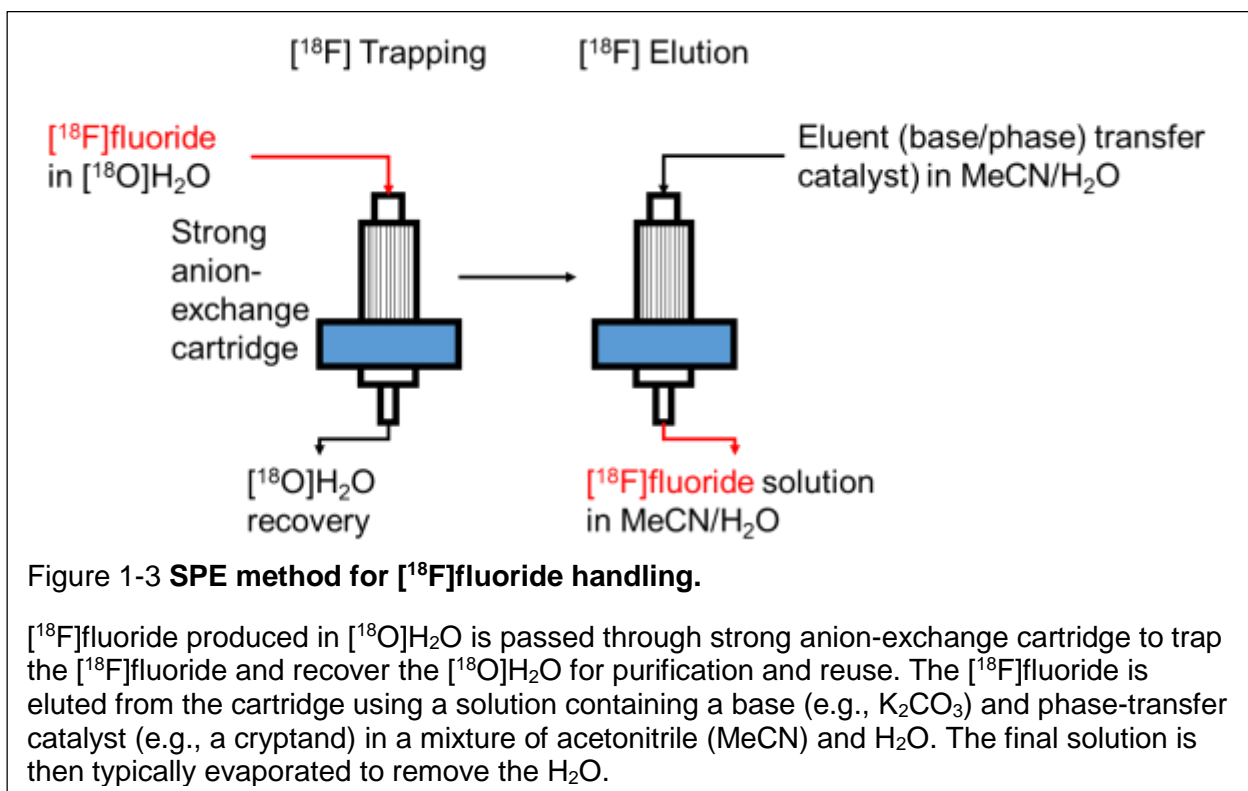 [¹⁸F] Trapping
[¹⁸F] Elution
[¹⁸F]fluoride
in [¹⁸O]H₂O
Eluent (base/phase) transfer
catalyst) in MeCN/H₂O
Strong
anion-
exchange
cartridge
[¹⁸O]H₂O
recovery
[¹⁸F]fluoride solution
in MeCN/H₂O
Figure 1-3 SPE method for [¹⁸F]fluoride handling.
[¹⁸F]fluoride produced in [¹⁸O]H₂O is passed through strong anion-exchange cartridge to trap
the [¹⁸F]fluoride and recover the [¹⁸O]H₂O for purification and reuse. The [¹⁸F]fluoride is
eluted from the cartridge using a solution containing a base (e.g., K₂CO₃) and phase-transfer
catalyst (e.g., a cryptand) in a mixture of acetonitrile (MeCN) and H₂O. The final solution is
then typically evaporated to remove the H₂O.